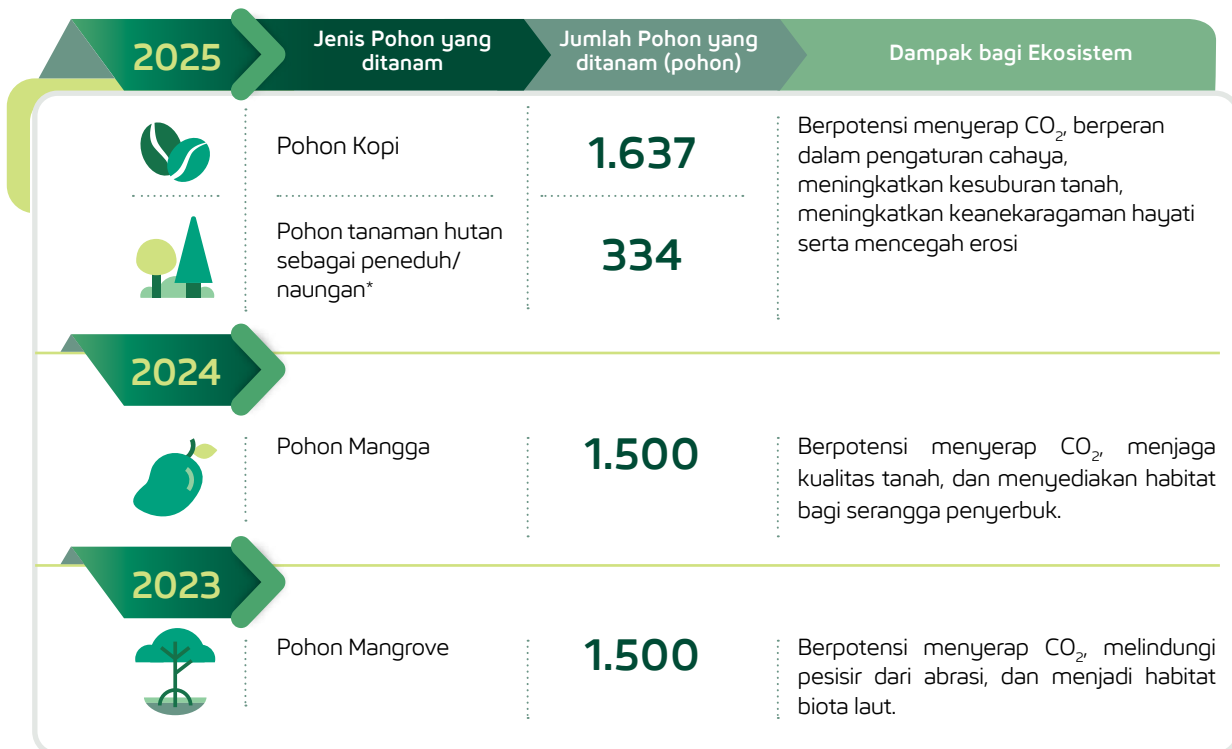 2025
Jenis Pohon yang
ditanam
Jumlah Pohon yang
ditanam (pohon)
Dampak bagi Ekosistem
Pohon Kopi
1.637
Berpotensi menyerap CO₂, berperan
dalam pengaturan cahaya,
meningkatkan kesuburan tanah,
meningkatkan keanekaragaman hayati
serta mencegah erosi
Pohon tanaman hutan
sebagai peneduh/
naungan*
334
2024
Pohon Mangga
1.500
Berpotensi menyerap CO₂, menjaga
kualitas tanah, dan menyediakan habitat
bagi serangga penyerbuk.
2023
Pohon Mangrove
1.500
Berpotensi menyerap CO₂, melindungi
pesisir dari abrasi, dan menjadi habitat
biota laut.